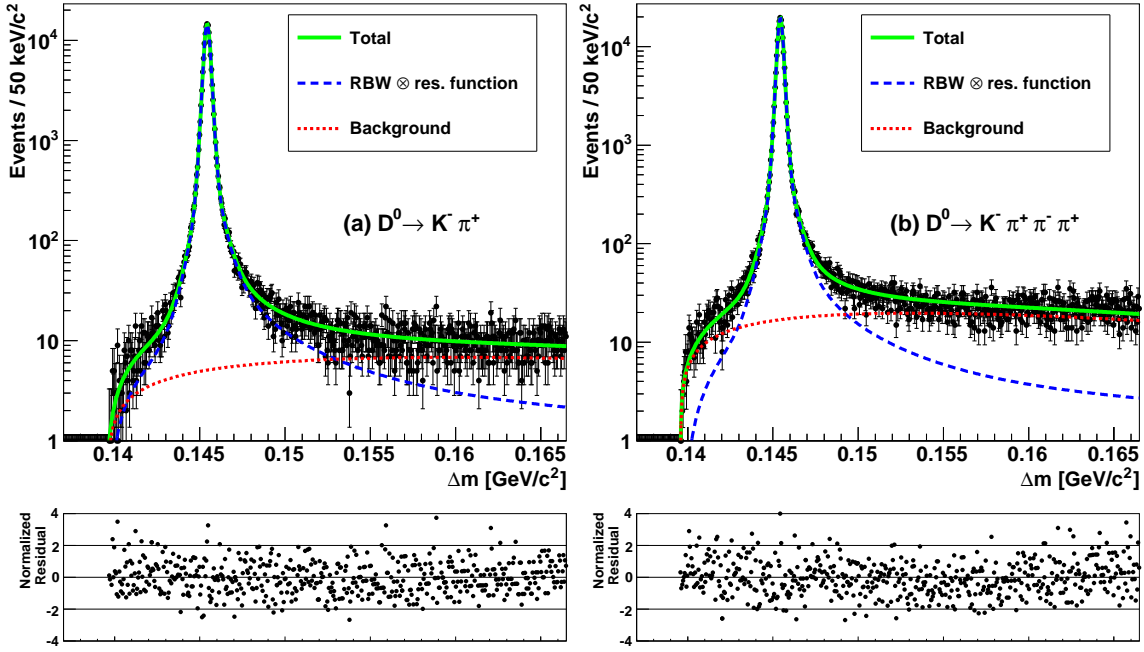 Events / 50 keV/c²
10⁴
10³
10²
10
1
Total
RBW ⊗ res. function
Background
(a) D⁰→ K⁻ π⁺
0.14 0.145 0.15 0.155 0.16 0.165
Δm [GeV/c²]
Normalized
Residual
4
2
0
-2
-4
Events / 50 keV/c²
10⁴
10³
10²
10
1
Total
RBW ⊗ res. function
Background
(b) D⁰→ K⁻ π⁺ π⁻ π⁺
0.14 0.145 0.15 0.155 0.16 0.165
Δm [GeV/c²]
Normalized
Residual
4
2
0
-2
-4